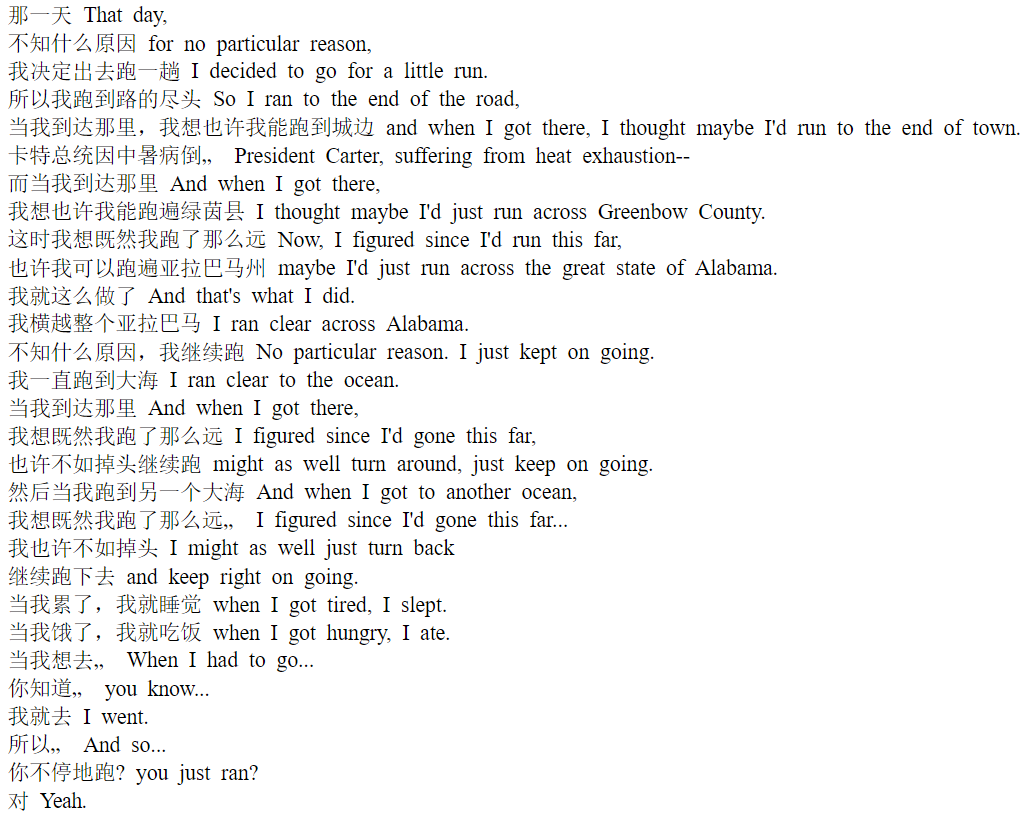 那一天 That day,
不知什么原因 for no particular reason,
我决定出去跑一趟 I decided to go for a little run.
所以我跑到路的尽头 So I ran to the end of the road,
当我到达那里，我想也许我能跑到城边 and when I got there, I thought maybe I'd run to the end of town.
卡特总统因中暑病倒„ President Carter, suffering from heat exhaustion--
而当我到达那里 And when I got there,
我想也许我能跑遍绿茵县 I thought maybe I'd just run across Greenbow County.
这时我想既然我跑了那么远 Now, I figured since I'd run this far,
也许我可以跑遍亚拉巴马州 maybe I'd just run across the great state of Alabama.
我就这么做了 And that's what I did.
我横越整个亚拉巴马 I ran clear across Alabama.
不知什么原因，我继续跑 No particular reason. I just kept on going.
我一直跑到大海 I ran clear to the ocean.
当我到达那里 And when I got there,
我想既然我跑了那么远 I figured since I'd gone this far,
也许不如掉头继续跑 might as well turn around, just keep on going.
然后当我跑到另一个大海 And when I got to another ocean,
我想既然我跑了那么远„ I figured since I'd gone this far...
我也许不如掉头 I might as well just turn back
继续跑下去 and keep right on going.
当我累了，我就睡觉 when I got tired, I slept.
当我饿了，我就吃饭 when I got hungry, I ate.
当我想去„ When I had to go...
你知道„ you know...
我就去 I went.
所以„ And so...
你不停地跑? you just ran?
对 Yeah.